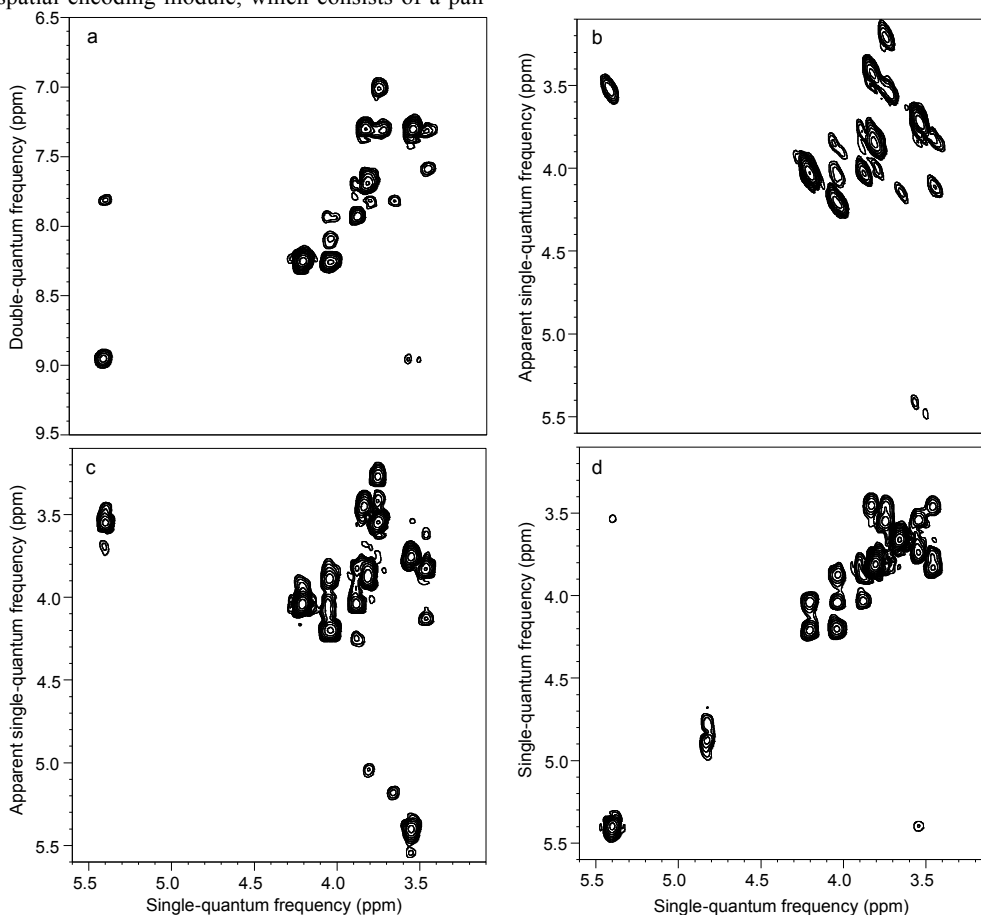 spatial encoding module, which consists of a pair
a
b
Double-quantum frequency (ppm)
6.5
7.0
7.5
8.0
8.5
9.0
9.5
Apparent single-quantum frequency (ppm)
3.5
4.0
4.5
5.0
5.5
c
d
Apparent single-quantum frequency (ppm)
3.5
4.0
4.5
5.0
5.5
Single-quantum frequency (ppm)
3.5
4.0
4.5
5.0
5.5
5.5 5.0 4.5 4.0 3.5
Single-quantum frequency (ppm)
5.5 5.0 4.5 4.0 3.5
Single-quantum frequency (ppm)